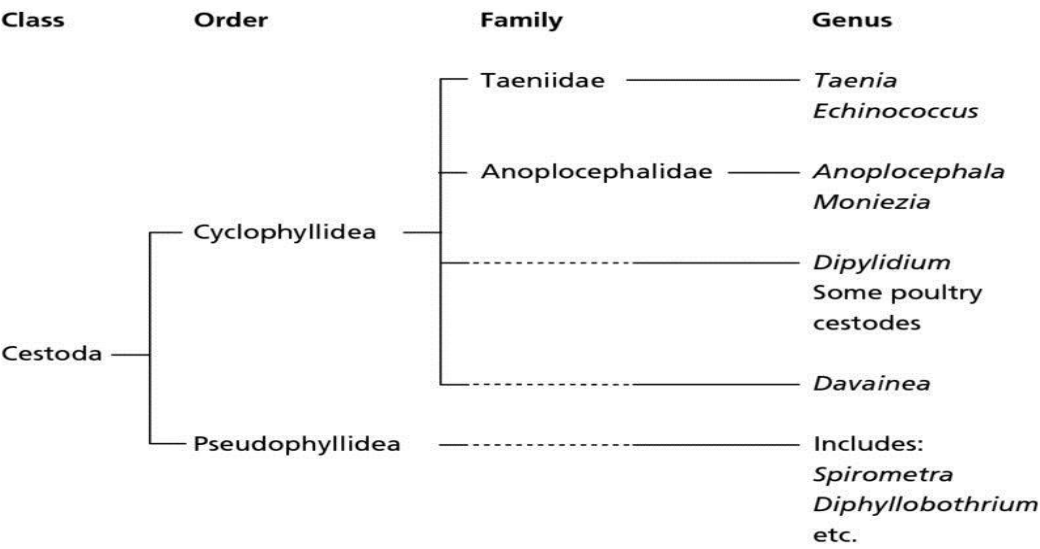 Class Order Family Genus
Taeniidae Taenia
Echinococcus
Anoplocephalidae Anoplocephala
Moniezia
Cyclophyllidea
Dipylidium
Some poultry
cestodes
Cestoda
Davainea
Pseudophyllidea Includes:
Spirometra
Diphyllobothrium
etc.